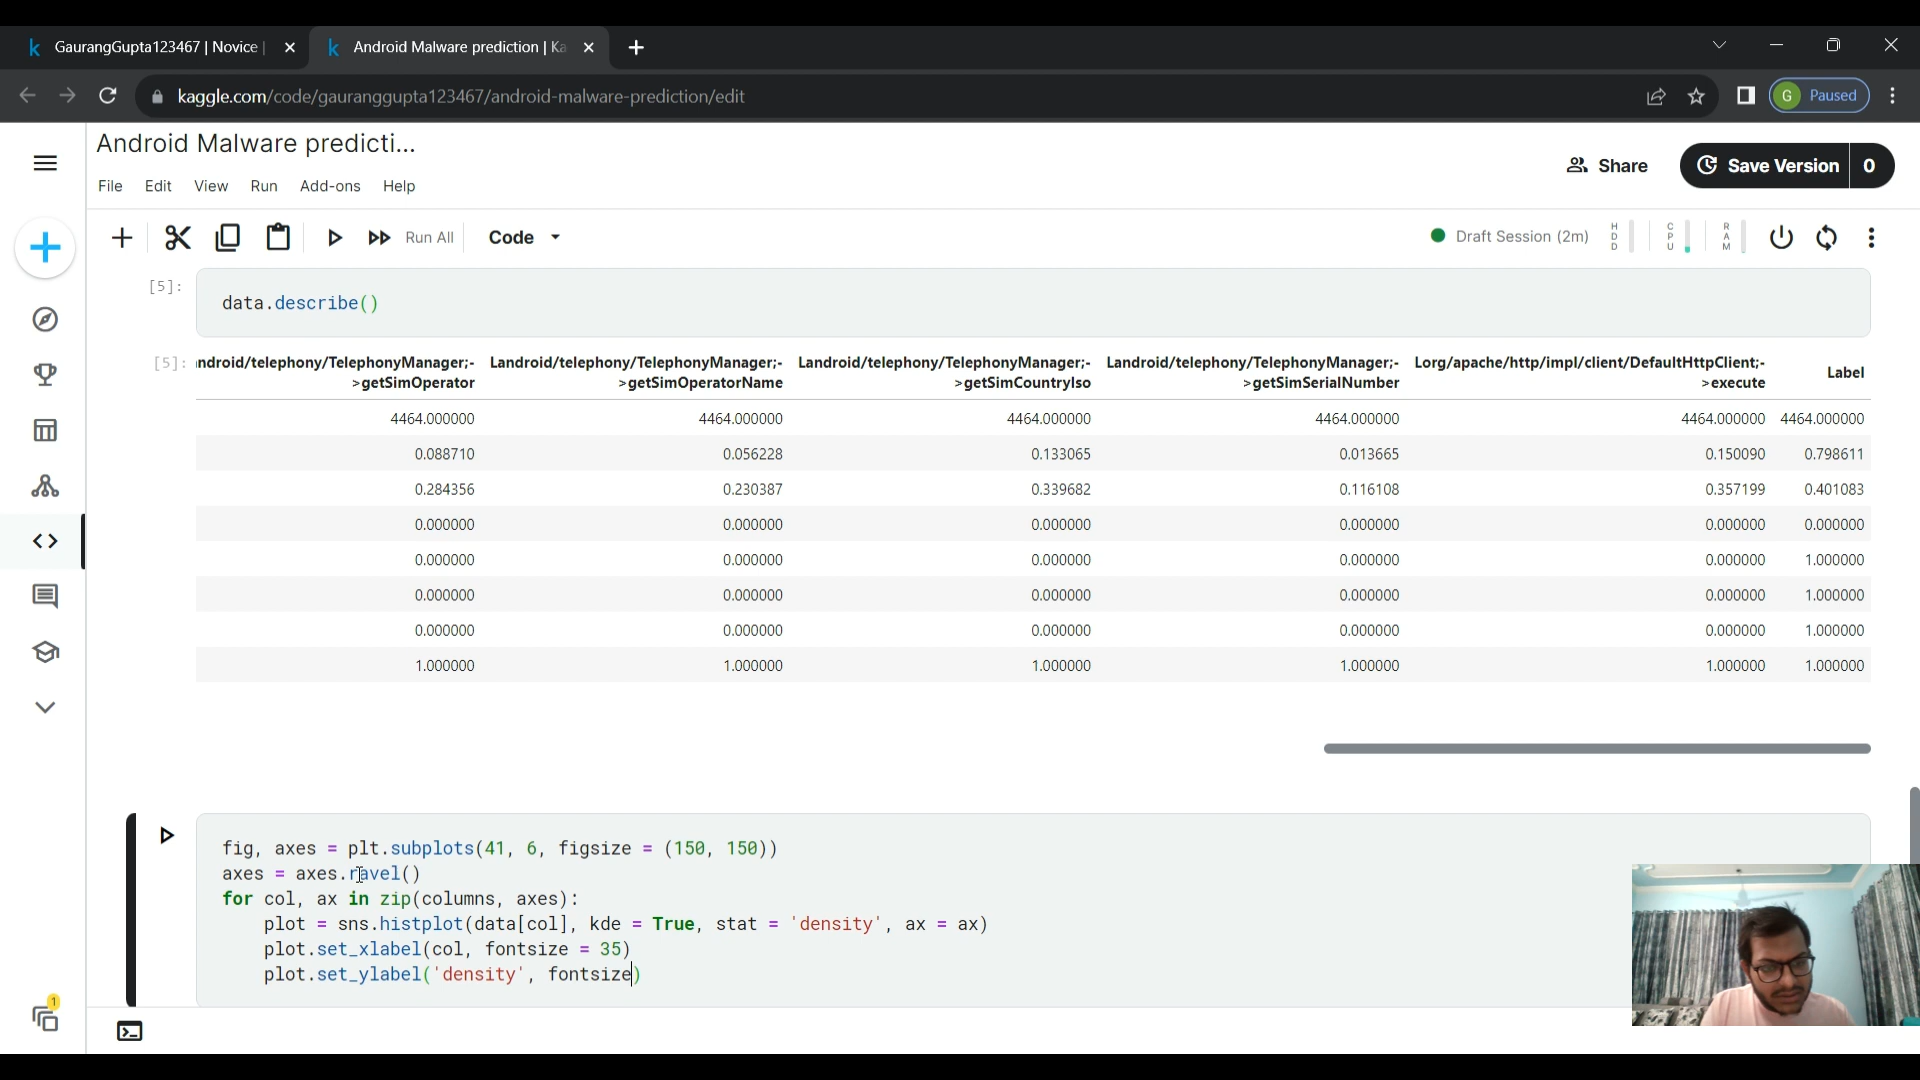 GaurangGupta123467 | Novice |
Android Malware prediction | Ka
kaggle.com/code/gauranggupta123467/android-malware-prediction/edit
G Paused
Android Malware predicti...
File Edit View Run Add-ons Help
Share
Save Version 0
Run All
Code
Draft Session (2m)
HDD
CPU
RAM
[5]:
data.describe()
[5]:
ndroid/telephony/TelephonyManager;- Landroid/telephony/TelephonyManager;- Landroid/telephony/TelephonyManager;- Landroid/telephony/TelephonyManager;- Lorg/apache/http/impl/client/DefaultHttpClient;- Label
>getSimOperator >getSimOperatorName >getSimCountryIso >getSimSerialNumber >execute
4464.000000 4464.000000 4464.000000 4464.000000 4464.000000 4464.000000
0.088710 0.056228 0.133065 0.013665 0.150090 0.798611
0.284356 0.230387 0.339682 0.116108 0.357199 0.401083
0.000000 0.000000 0.000000 0.000000 0.000000 0.000000
0.000000 0.000000 0.000000 0.000000 0.000000 1.000000
0.000000 0.000000 0.000000 0.000000 0.000000 1.000000
0.000000 0.000000 0.000000 0.000000 0.000000 1.000000
1.000000 1.000000 1.000000 1.000000 1.000000 1.000000
fig, axes = plt.subplots(41, 6, figsize = (150, 150))
axes = axes.ravel()
for col, ax in zip(columns, axes):
    plot = sns.histplot(data[col], kde = True, stat = 'density', ax = ax)
    plot.set_xlabel(col, fontsize = 35)
    plot.set_ylabel('density', fontsize)
1